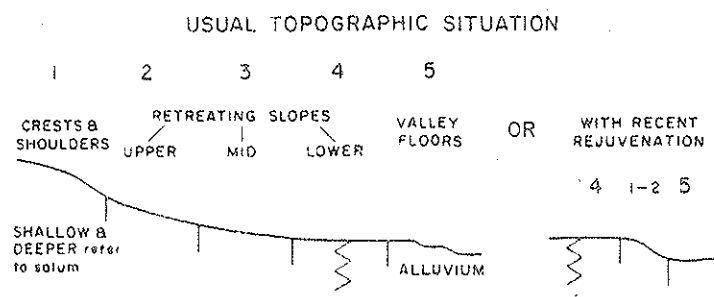 USUAL TOPOGRAPHIC SITUATION
1 2 3 4 5
RETREATING SLOPES
CRESTS &
SHOULDERS
UPPER MID LOWER
VALLEY
FLOORS
OR
WITH RECENT
REJUVENATION
4 1-2 5
SHALLOW &
DEEPER refer
to solum
ALLUVIUM